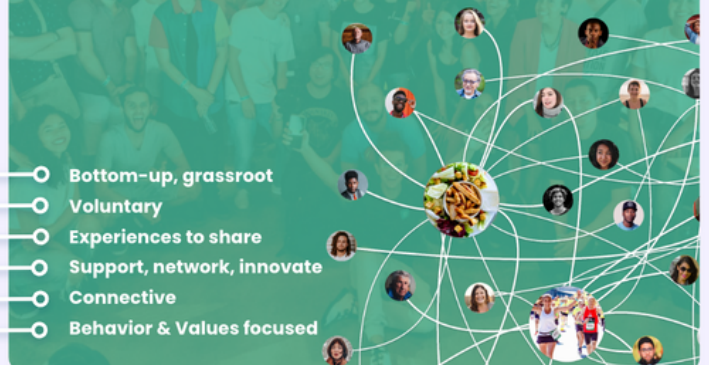 Bottom-up, grassroot
Voluntary
Experiences to share
Support, network, innovate
Connective
Behavior & Values focused